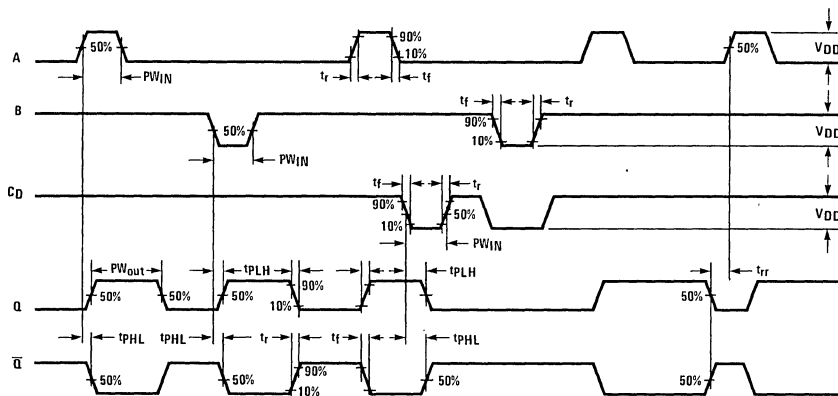 A 50% PW_IN 90% 10% t_r t_f 50% V_DD
B 50% PW_IN t_f t_r 90% 10% V_DD
C_D t_f t_r 90% 10% 50% PW_IN V_DD
Q PW_out 50% 50% t_PLH 50% 90% 10% t_PLH 50% 50% t_rr
Q̅ t_PHL t_PHL 50% 50% t_r t_f 90% 10% t_PHL 50% 50%